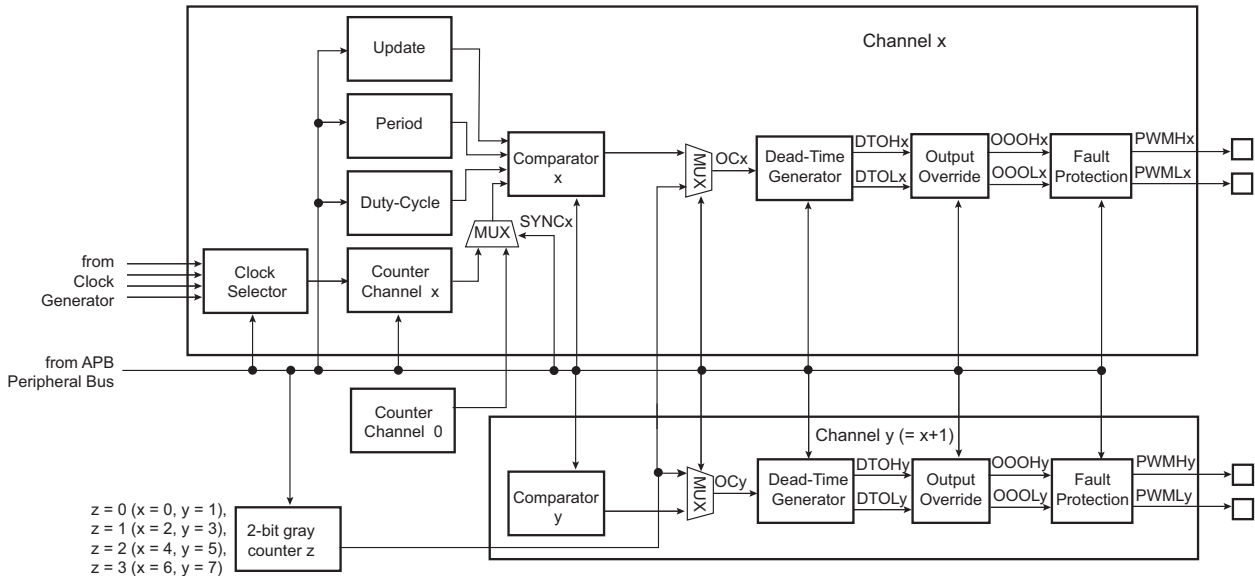 Channel x
Update
Period
Duty-Cycle
Comparator
x
MUX
SYNCx
from
Clock
Generator
Clock
Selector
Counter
Channel x
MUX
OCx
Dead-Time
Generator
DTOHx
DTOLx
Output
Override
OOOHx
OOOLx
Fault
Protection
PWMHx
PWMLx
from APB
Peripheral Bus
Counter
Channel 0
Channel y (= x+1)
Comparator
y
MUX
OCy
Dead-Time
Generator
DTOHy
DTOLy
Output
Override
OOOHy
OOOLy
Fault
Protection
PWMHy
PWMLy
z = 0 (x = 0, y = 1),
z = 1 (x = 2, y = 3),
z = 2 (x = 4, y = 5),
z = 3 (x = 6, y = 7)
2-bit gray
counter z